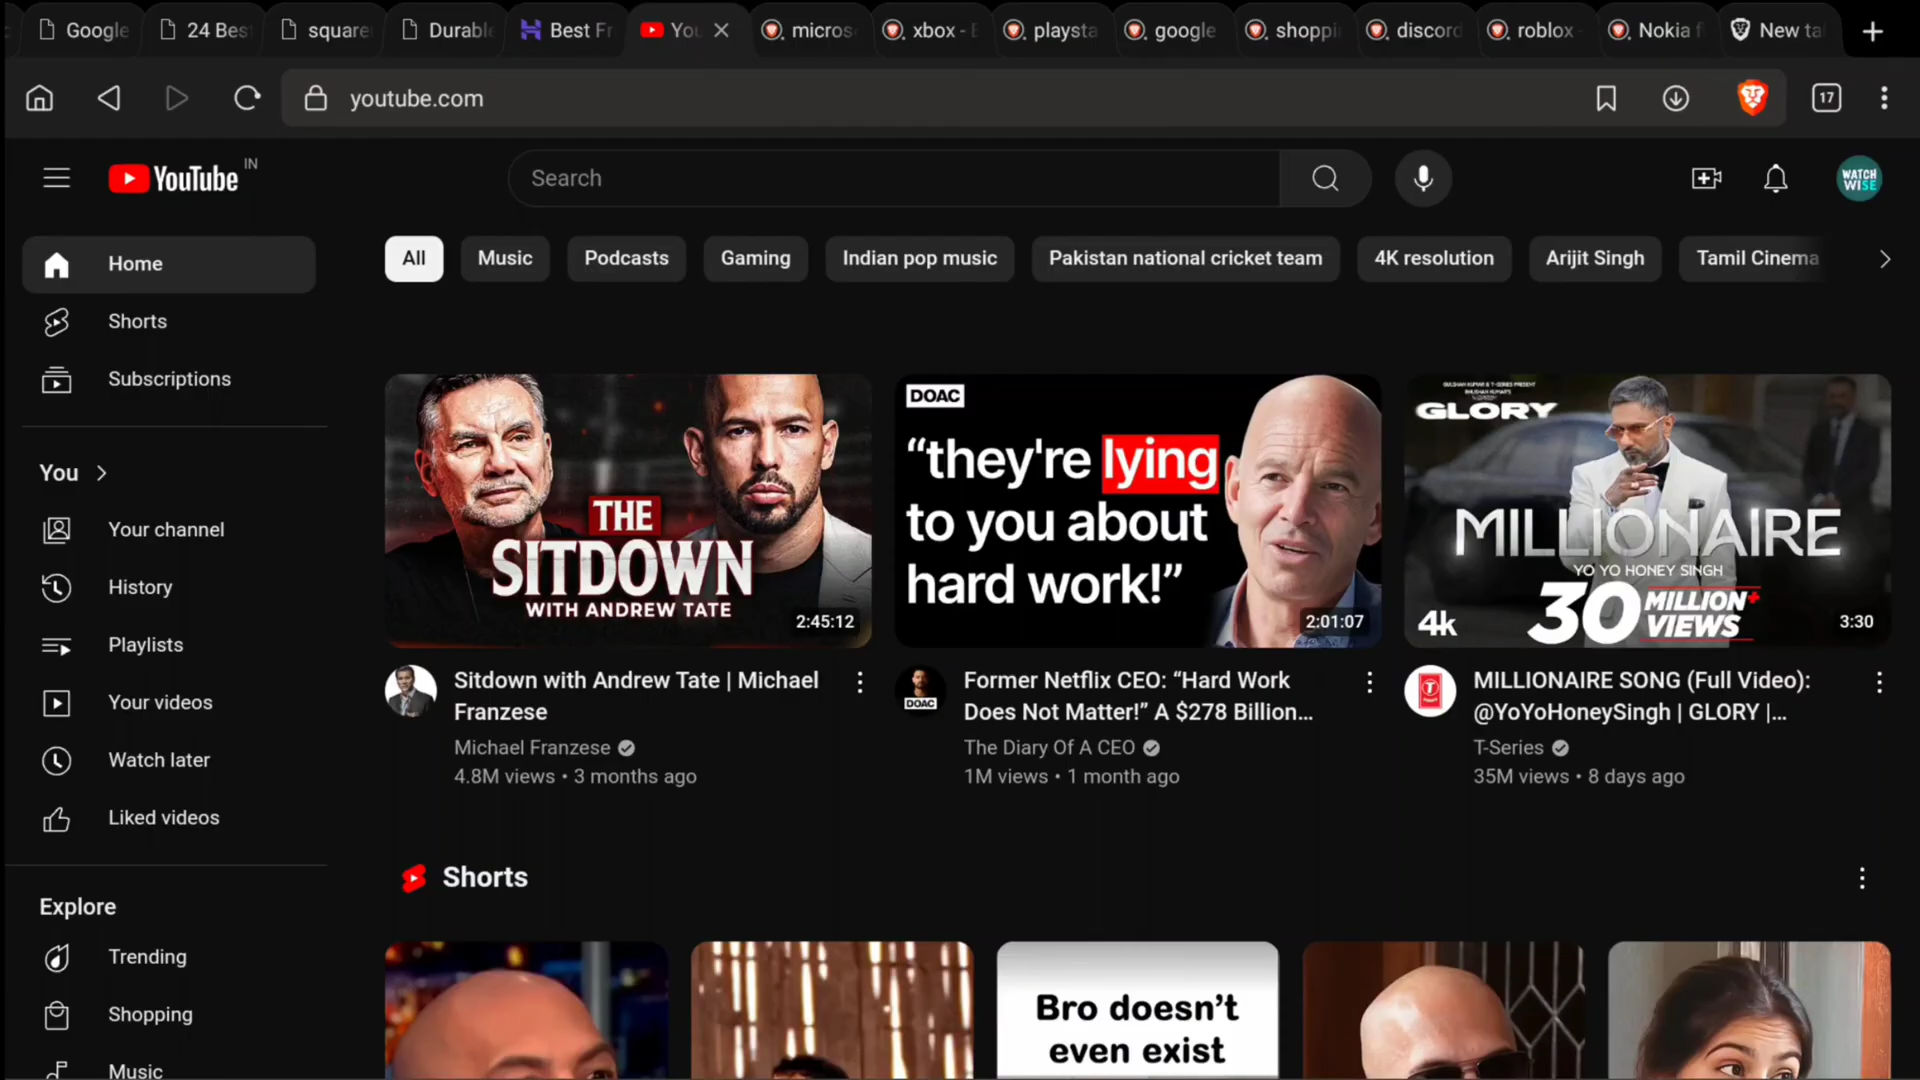 Google
24 Bes
square
Durabl
Best Fr
You
micros
xbox - E
playsta
google
shoppi
discord
roblox -
Nokia f
New ta
youtube.com
17
YouTube IN
Search
WATCH
WISE
Home
Shorts
Subscriptions
You
Your channel
History
Playlists
Your videos
Watch later
Liked videos
Explore
Trending
Shopping
Music
All
Music
Podcasts
Gaming
Indian pop music
Pakistan national cricket team
4K resolution
Arijit Singh
Tamil Cinema
THE
SITDOWN
WITH ANDREW TATE
2:45:12
Sitdown with Andrew Tate | Michael
Franzese
Michael Franzese
4.8M views • 3 months ago
DOAC
“they're lying
to you about
hard work!”
2:01:07
DOAC
Former Netflix CEO: “Hard Work
Does Not Matter!” A $278 Billion...
The Diary Of A CEO
1M views • 1 month ago
GULSHAN KUMAR & T-SERIES PRESENT
BHUSHAN KUMAR'S
GLORY
MILLIONAIRE
YO YO HONEY SINGH
30 MILLION+
VIEWS
4k
3:30
MILLIONAIRE SONG (Full Video):
@YoYoHoneySingh | GLORY |...
T-Series
35M views • 8 days ago
Shorts
Bro doesn’t
even exist